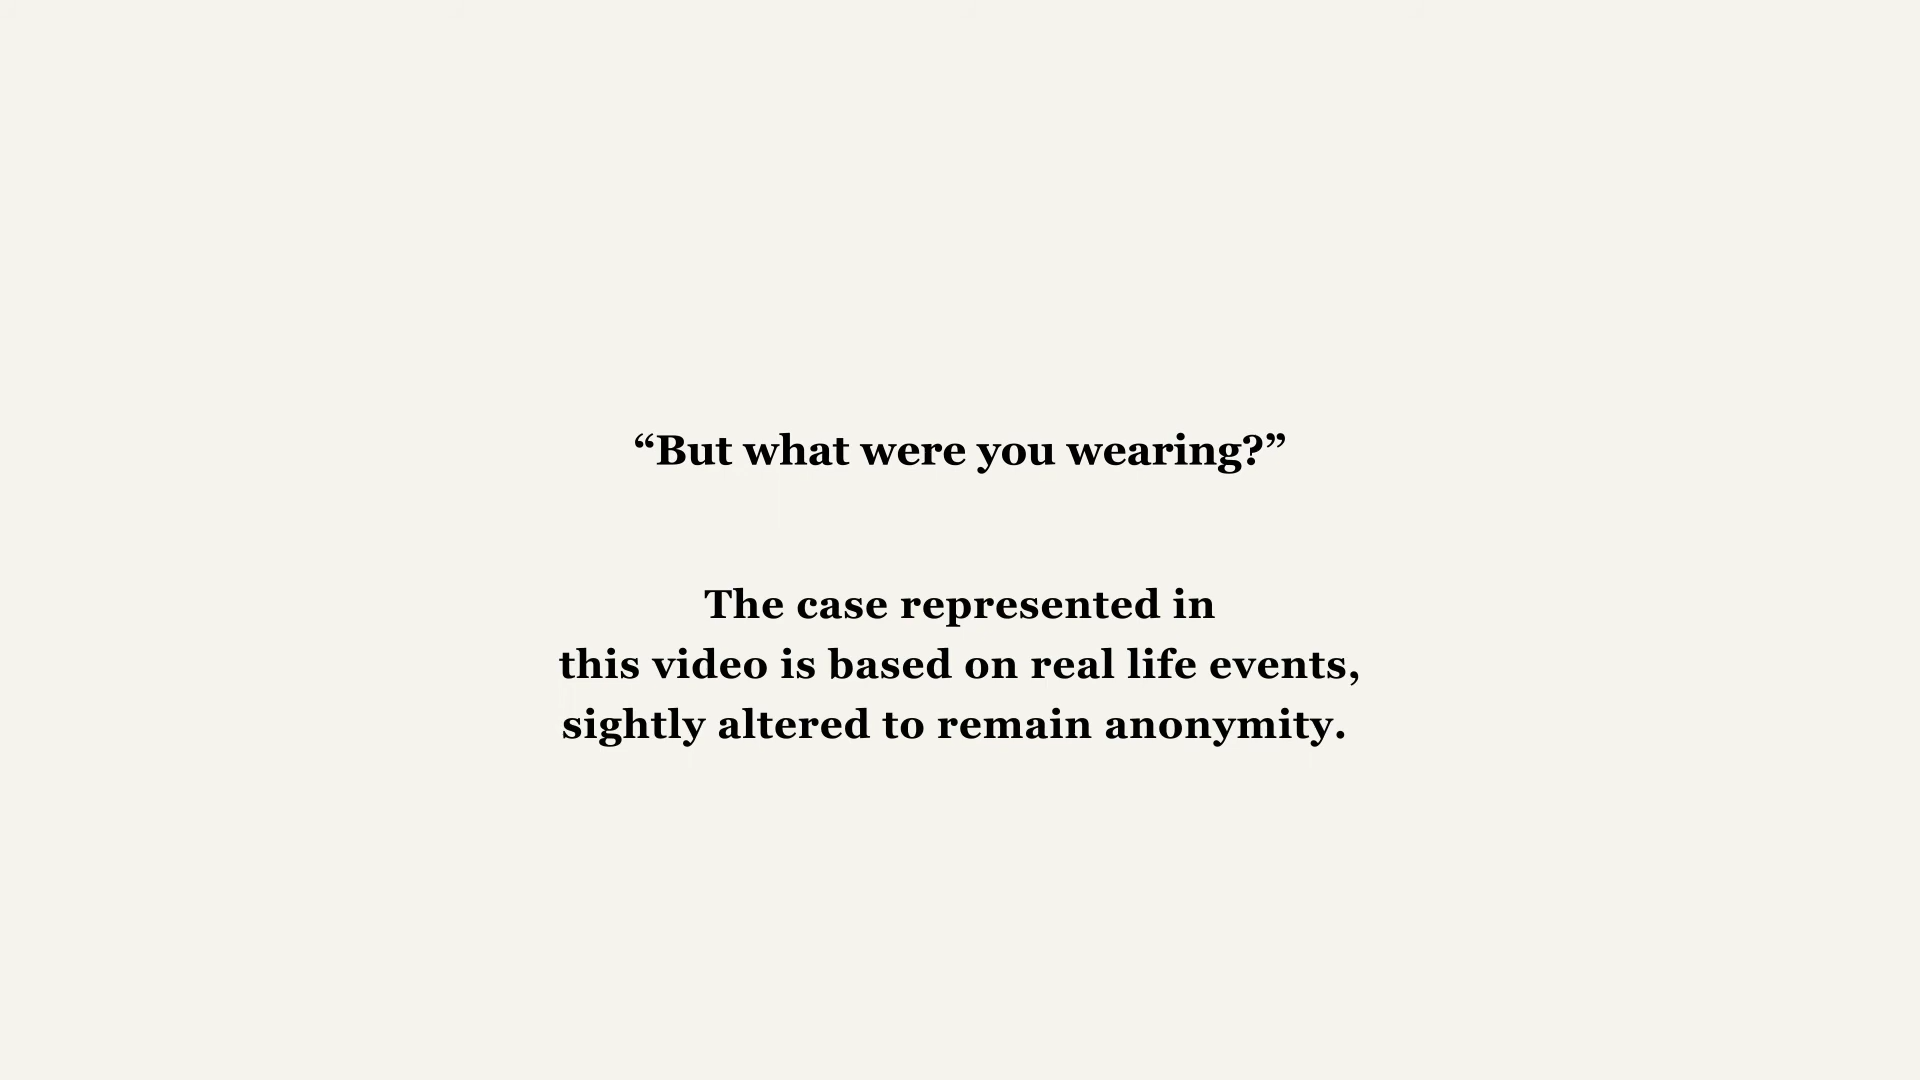 “But what were you wearing?”
The case represented in
this video is based on real life events,
sightly altered to remain anonymity.